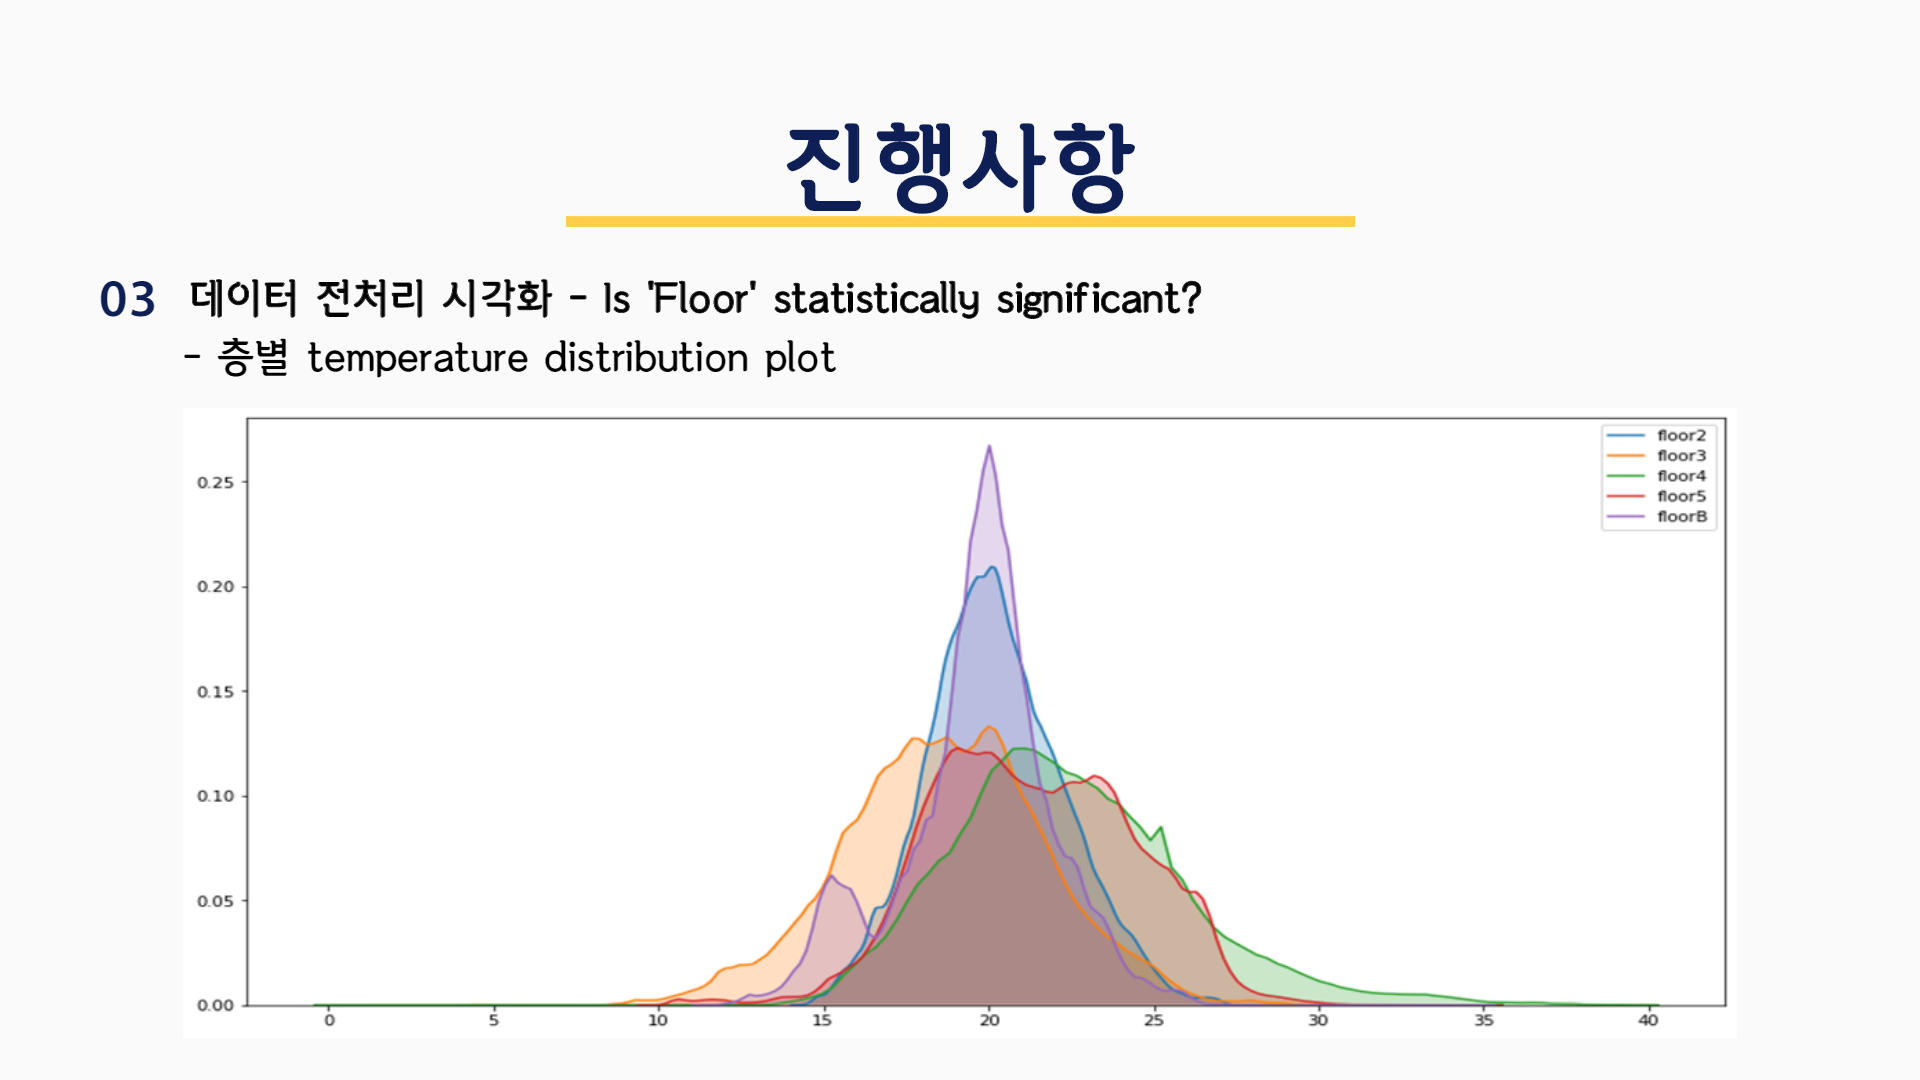 진행사항
03 데이터 전처리 시각화 - Is 'Floor' statistically significant?
- 층별 temperature distribution plot
floor2
floor3
floor4
floor5
floorB
0.25
0.20
0.15
0.10
0.05
0.00
0 5 10 15 20 25 30 35 40